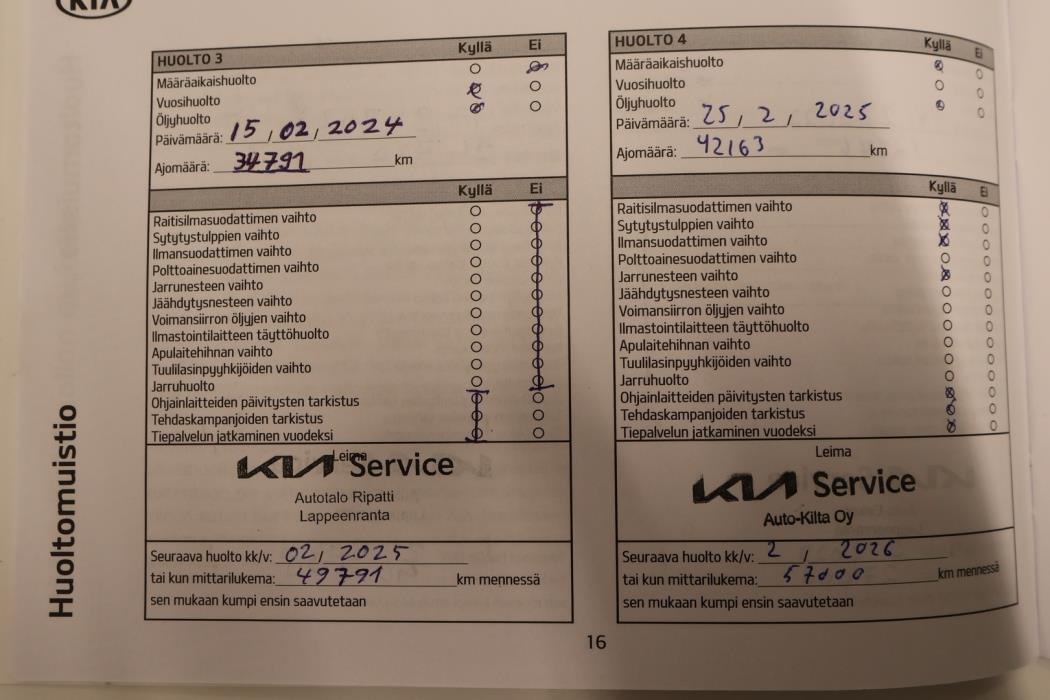 KIA
HUOLTO 3 Kyllä Ei
Määräaikaishuolto
Vuosihuolto
Öljyhuolto
Päivämäärä: 15 / 02 / 2024
Ajomäärä: 34791 km
Kyllä Ei
Raitisilmasuodattimen vaihto
Sytytystulppien vaihto
Ilmansuodattimen vaihto
Polttoainesuodattimen vaihto
Jarrunesteen vaihto
Jäähdytysnesteen vaihto
Voimansiirron öljyjen vaihto
Ilmastointilaitteen täyttöhuolto
Apulaitehihnan vaihto
Tuulilasinpyyhkijöiden vaihto
Jarruhuolto
Ohjainlaitteiden päivitysten tarkistus
Tehdaskampanjoiden tarkistus
Tiepalvelun jatkaminen vuodeksi
Leima
KIA Service
Autotalo Ripatti
Lappeenranta
Seuraava huolto kk/v: 02 / 2025
tai kun mittarilukema: 49791 km mennessä
sen mukaan kumpi ensin saavutetaan
HUOLTO 4 Kyllä Ei
Määräaikaishuolto
Vuosihuolto
Öljyhuolto
Päivämäärä: 25 / 2 / 2025
Ajomäärä: 42163 km
Kyllä Ei
Raitisilmasuodattimen vaihto
Sytytystulppien vaihto
Ilmansuodattimen vaihto
Polttoainesuodattimen vaihto
Jarrunesteen vaihto
Jäähdytysnesteen vaihto
Voimansiirron öljyjen vaihto
Ilmastointilaitteen täyttöhuolto
Apulaitehihnan vaihto
Tuulilasinpyyhkijöiden vaihto
Jarruhuolto
Ohjainlaitteiden päivitysten tarkistus
Tehdaskampanjoiden tarkistus
Tiepalvelun jatkaminen vuodeksi
Leima
KIA Service
Auto-Kilta Oy
Seuraava huolto kk/v: 2 / 2026
tai kun mittarilukema: 57000 km mennessä
sen mukaan kumpi ensin saavutetaan
Huoltomuistio
16